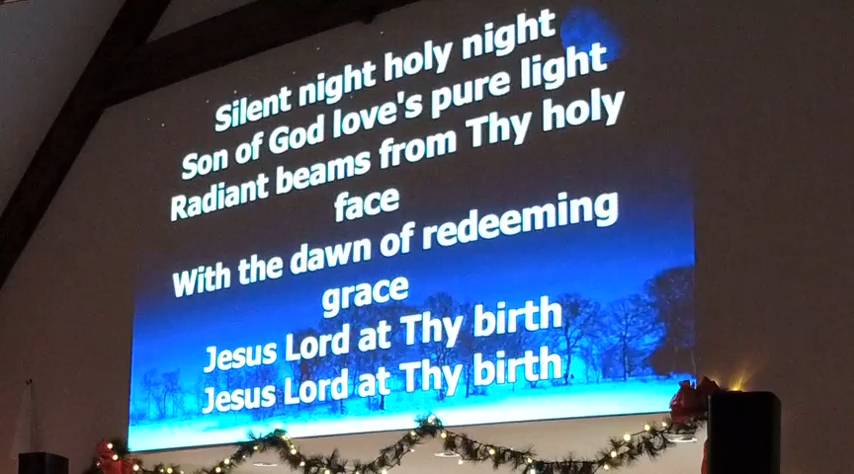 Silent night holy night
Son of God love's pure light
Radiant beams from Thy holy
face
With the dawn of redeeming
grace
Jesus Lord at Thy birth
Jesus Lord at Thy birth